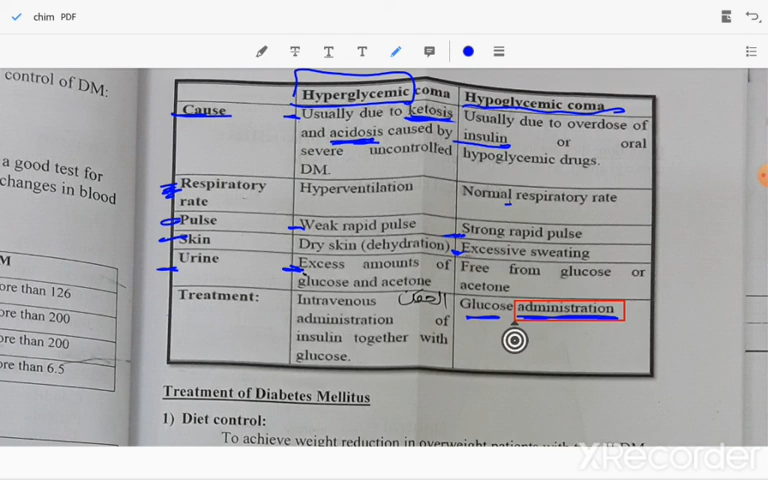 chim PDF
control of DM:
a good test for
changes in blood
M
ore than 126
ore than 200
ore than 200
ore than 6.5
Hyperglycemic coma
Hypoglycemic coma
Cause
Usually due to ketosis
and acidosis caused by
severe uncontrolled
DM.
Usually due to overdose of
insulin or oral
hypoglycemic drugs.
Respiratory
rate
Hyperventilation
Normal respiratory rate
Pulse
Weak rapid pulse
Strong rapid pulse
Skin
Dry skin (dehydration)
Excessive sweating
Urine
Excess amounts of
glucose and acetone
Free from glucose or
acetone
Treatment:
Intravenous
administration of
insulin together with
glucose.
Glucose administration
Treatment of Diabetes Mellitus
1) Diet control:
To achieve weight reduction in overweight patients with
XRecorder